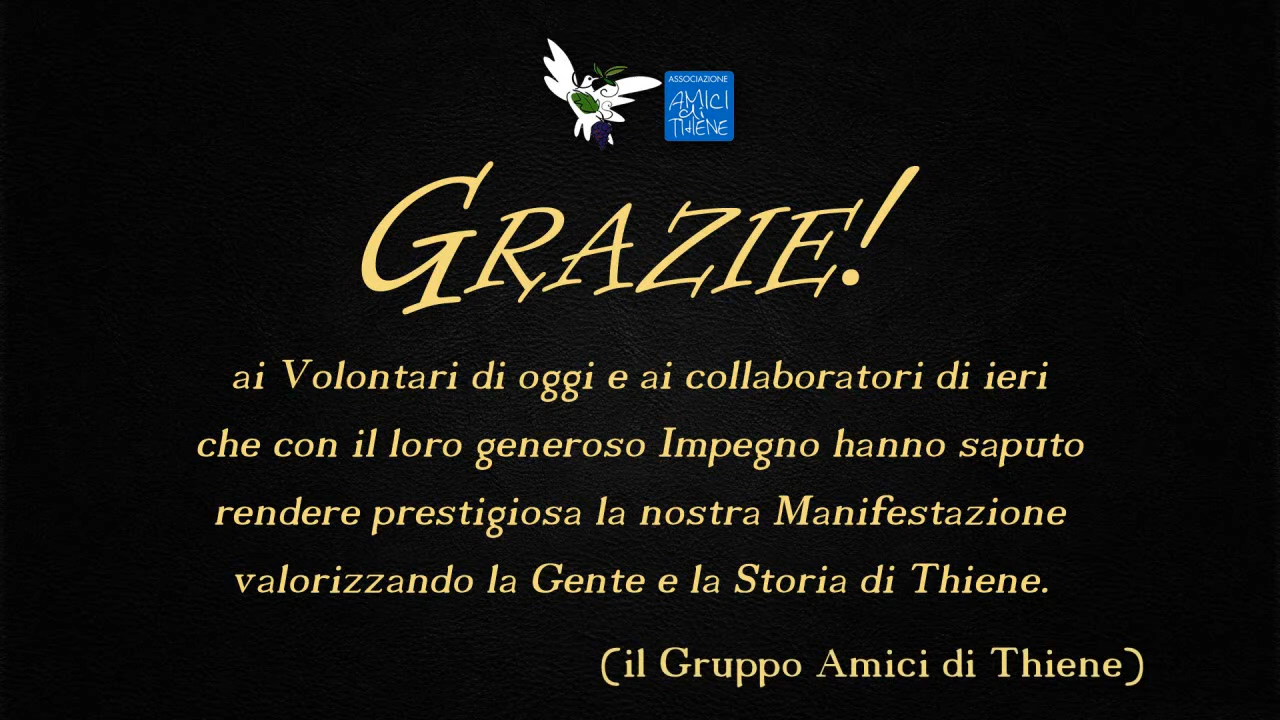 ASSOCIAZIONE
AMICI
di
THIENE
GRAZIE!
ai Volontari di oggi e ai collaboratori di ieri
che con il loro generoso Impegno hanno saputo
rendere prestigiosa la nostra Manifestazione
valorizzando la Gente e la Storia di Thiene.
(il Gruppo Amici di Thiene)